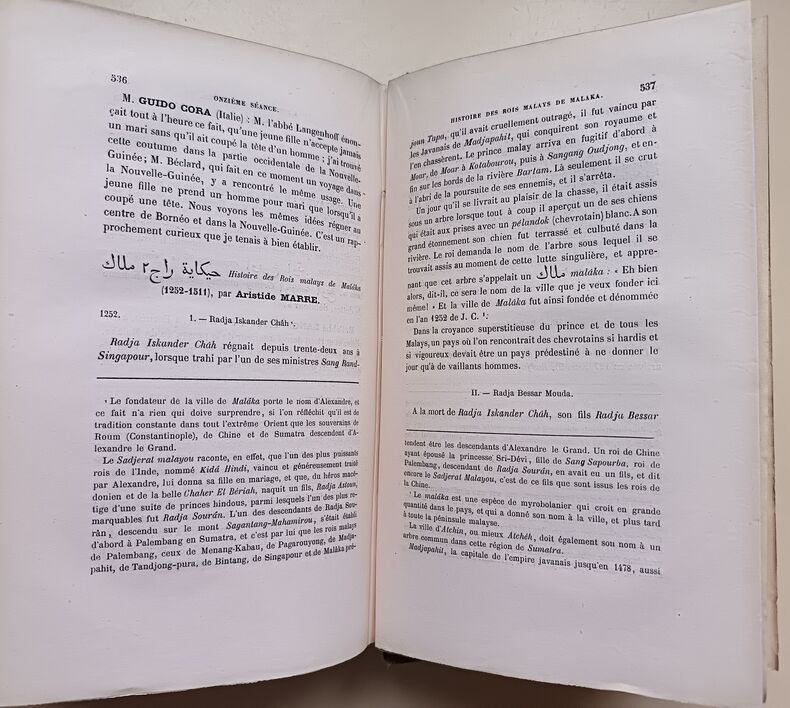 536
ONZIÈME SÉANCE.
M. GUIDO CORA (Italie) : M. l'abbé Langenhoff énon-
çait tout à l'heure ce fait, qu'une jeune fille n'accepte jamais
un mari sans qu'il ait coupé la tête d'un homme ; j'ai trouvé
cette coutume dans la partie occidentale de la Nouvelle-
Guinée; M. Béclard, qui fait en ce moment un voyage dans
la Nouvelle-Guinée, y a rencontré le même usage. Une
jeune fille ne prend un homme pour mari que lorsqu'il a
coupé une tête. Nous voyons les mêmes idées régner au
centre de Bornéo et dans la Nouvelle-Guinée. C'est un rap-
prochement curieux que je tenais à bien établir.
حكاية راج٢ ملاك Histoire des Rois malays de Malâka
(1252-1511), par Aristide MARRE.
1252. I. — Radja Iskander Châh ¹.
Radja Iskander Châh régnait depuis trente-deux ans à
Singapour, lorsque trahi par l'un de ses ministres Sang Rand-
¹ Le fondateur de la ville de Malâka porte le nom d'Alexandre, et
ce fait n'a rien qui doive surprendre, si l'on réfléchit qu'il est de
tradition constante dans tout l'extrême Orient que les souverains de
Roum (Constantinople), de Chine et de Sumatra descendent d'A-
lexandre le Grand.
Le Sadjerat malayou raconte, en effet, que l'un des plus puissants
rois de l'Inde, nommé Kidâ Hindi, vaincu et généreusement traité
par Alexandre, lui donna sa fille en mariage, et que, du héros macé-
donien et de la belle Chaher El Bériah, naquit un fils, Radja Astoun,
tige d'une suite de princes hindous, parmi lesquels l'un des plus re-
marquables fut Radja Sourân. L'un des descendants de Radja Sou-
rân, descendu sur le mont Sagantang-Mahamirou, s'était établi
d'abord à Palembang en Sumatra, et c'est par lui que les rois malays
de Palembang, ceux de Menang-Kabau, de Pagarouyong, de Madja-
pahit, de Tandjong-pura, de Bintang, de Singapour et de Malâka pré-
537
HISTOIRE DES ROIS MALAYS DE MALAKA.
joun Tapa, qu'il avait cruellement outragé, il fut vaincu par
les Javanais de Madjapahit, qui conquirent son royaume et
l'en chassèrent. Le prince malay arriva en fugitif d'abord à
Moar, de Moar à Kotabourou, puis à Sangang Oudjong, et en-
fin sur les bords de la rivière Bartam. Là seulement il se crut
à l'abri de la poursuite de ses ennemis, et il s'arrêta.
Un jour qu'il se livrait au plaisir de la chasse, il était assis
sous un arbre lorsque tout à coup il aperçut un de ses chiens
qui était aux prises avec un pélandok (chevrotain) blanc. A son
grand étonnement son chien fut terrassé et culbuté dans la
rivière. Le roi demanda le nom de l'arbre sous lequel il se
trouvait assis au moment de cette lutte singulière, et appre-
nant que cet arbre s'appelait un ملاك malâka : « Eh bien
alors, dit-il, ce sera le nom de la ville que je veux fonder ici
même! » Et la ville de Malâka fut ainsi fondée et dénommée
en l'an 1252 de J. C. ¹.
Dans la croyance superstitieuse du prince et de tous les
Malays, un pays où l'on rencontrait des chevrotains si hardis et
si vigoureux devait être un pays prédestiné à ne donner le
jour qu'à de vaillants hommes.
II. — Radja Bessar Mouda.
A la mort de Radja Iskander Châh, son fils Radja Bessar
tendent être les descendants d'Alexandre le Grand. Un roi de Chine
ayant épousé la princesse Sri-Dévi, fille de Sang Sapourba, roi de
Palembang, descendant de Radja Sourân, en avait eu un fils, et dit
encore le Sedjerat Malayou, c'est de ce fils que sont issus les rois de
la Chine.
¹ Le malâka est une espèce de myrobolanier qui croît en grande
quantité dans le pays, et qui a donné son nom à la ville, et plus tard
à toute la péninsule malayse.
La ville d'Atchin, ou mieux Atchéh, doit également son nom à un
arbre commun dans cette région de Sumatra.
Madjapahit, la capitale de l'empire javanais jusqu'en 1478, aussi